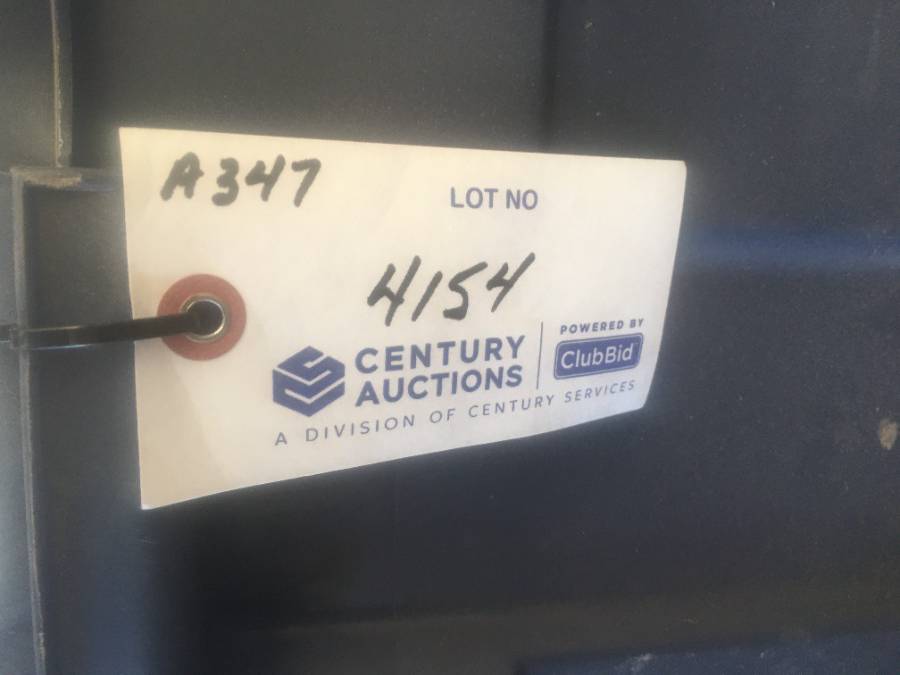 A347
LOT NO
4154
CENTURY
AUCTIONS
POWERED BY
ClubBid
A DIVISION OF CENTURY SERVICES